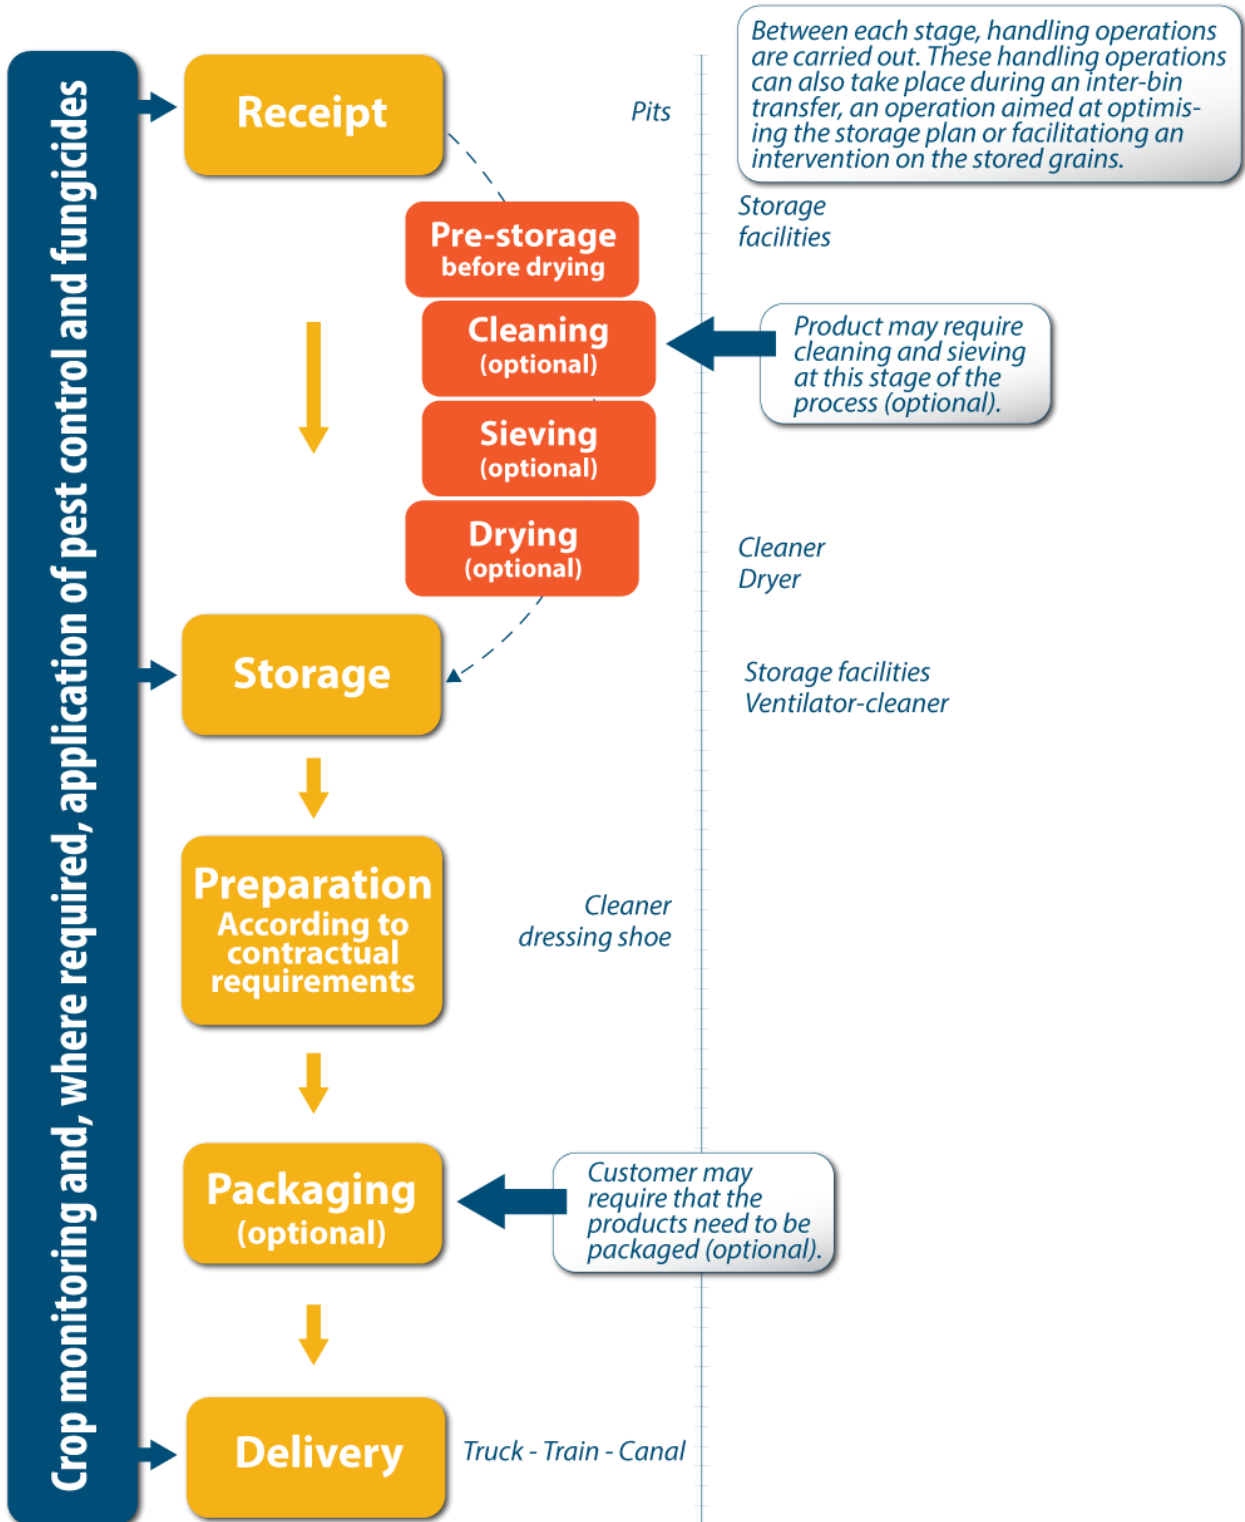 Crop monitoring and, where required, application of pest control and fungicides
Receipt
Pits
Between each stage, handling operations
are carried out. These handling operations
can also take place during an inter-bin
transfer, an operation aimed at optimis-
ing the storage plan or facilitationg an
intervention on the stored grains.
Storage
facilities
Pre-storage
before drying
Cleaning
(optional)
Product may require
cleaning and sieving
at this stage of the
process (optional).
Sieving
(optional)
Drying
(optional)
Cleaner
Dryer
Storage
Storage facilities
Ventilator-cleaner
Preparation
According to
contractual
requirements
Cleaner
dressing shoe
Packaging
(optional)
Customer may
require that the
products need to be
packaged (optional).
Delivery
Truck - Train - Canal